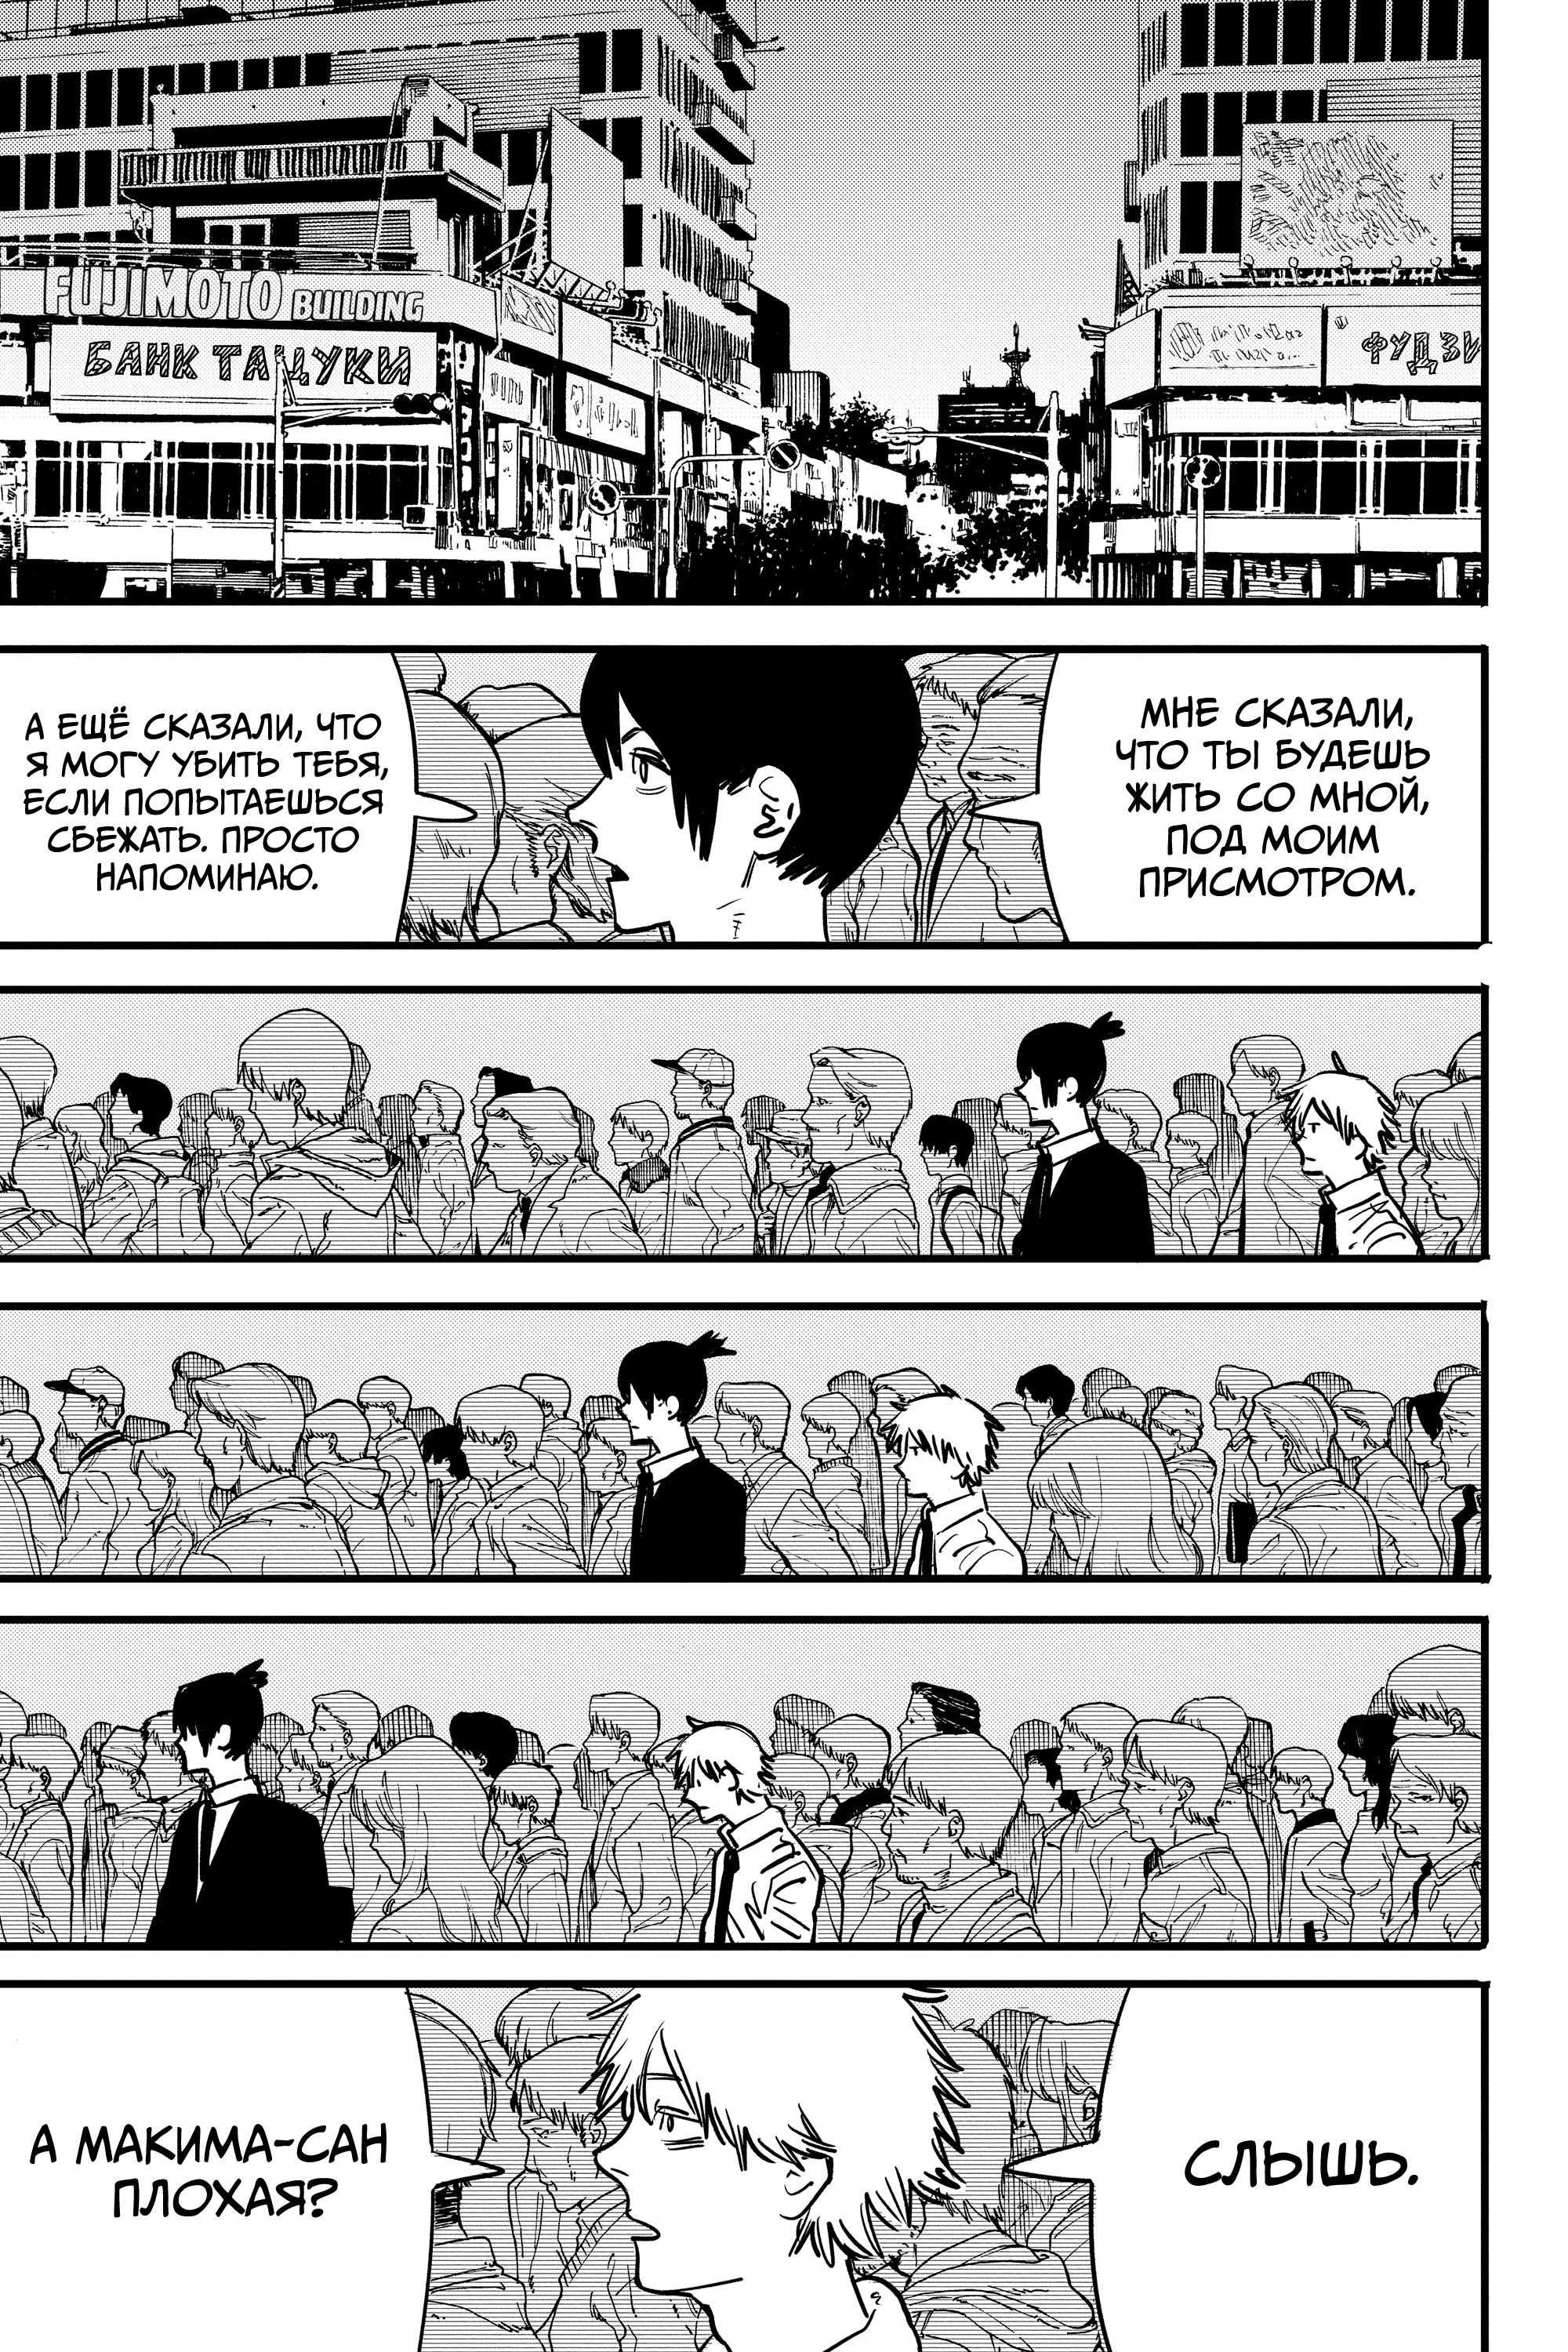 FUJIMOTO BUILDING
БАНК ТАЦУКИ
ФУДЗИ
МНЕ СКАЗАЛИ,
ЧТО ТЫ БУДЕШЬ
ЖИТЬ СО МНОЙ,
ПОД МОИМ
ПРИСМОТРОМ.
А ЕЩЁ СКАЗАЛИ, ЧТО
Я МОГУ УБИТЬ ТЕБЯ,
ЕСЛИ ПОПЫТАЕШЬСЯ
СБЕЖАТЬ. ПРОСТО
НАПОМИНАЮ.
СЛЫШЬ.
А МАКИМА-САН
ПЛОХАЯ?